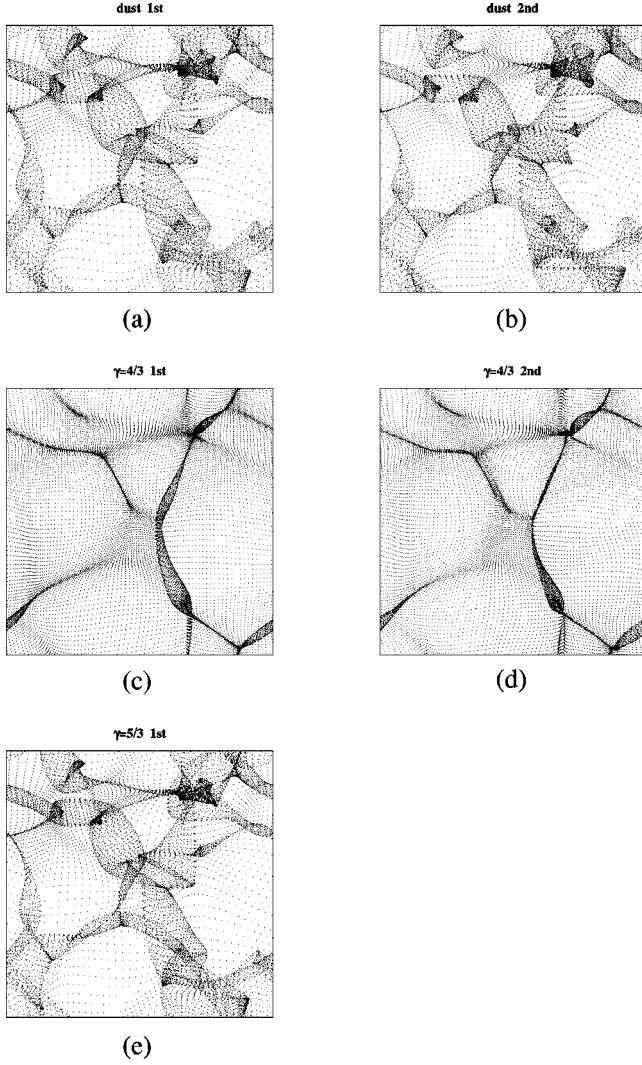 dust 1st
dust 2nd
(a)
(b)
γ=4/3 1st
γ=4/3 2nd
(c)
(d)
γ=5/3 1st
(e)